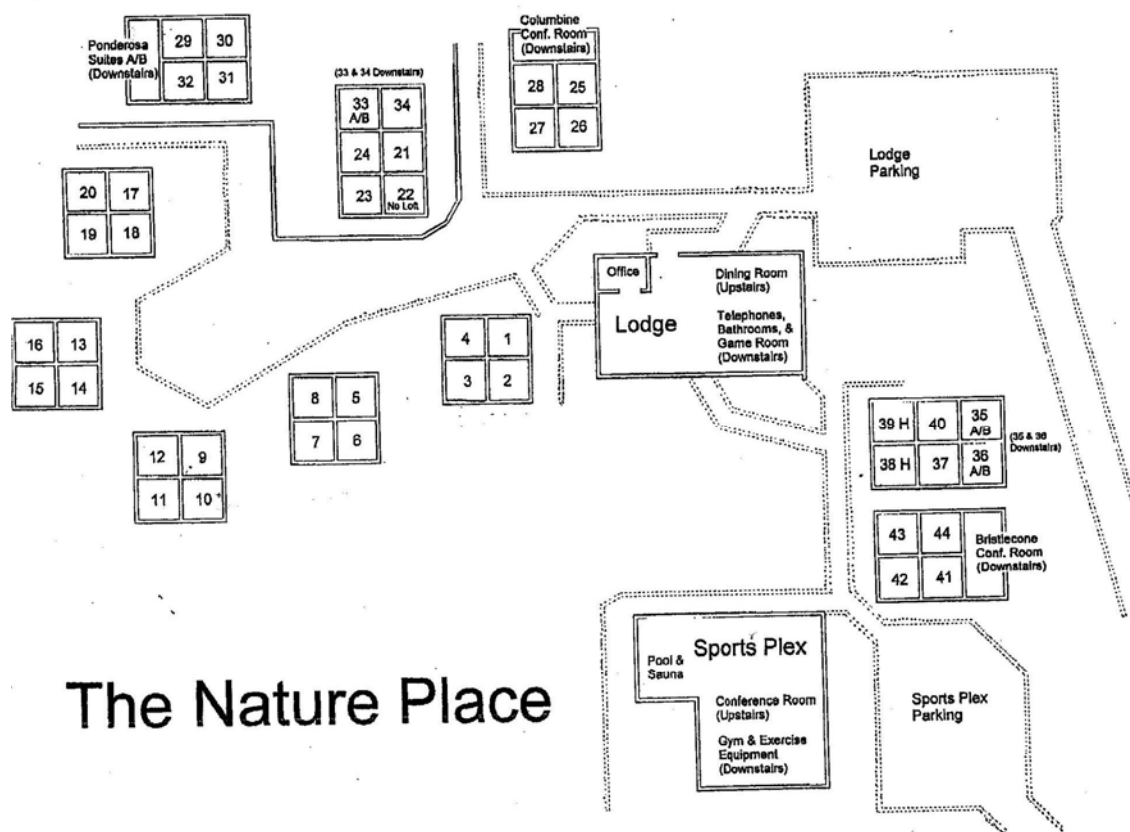 Ponderosa
Suites A/B
(Downstairs)
29 30
32 31
(33 & 34 Downstairs)
33
A/B
34
24 21
23 22
No Loft
Columbine
Conf. Room
(Downstairs)
28 25
27 26
Lodge
Parking
20 17
19 18
Office
Dining Room
(Upstairs)
Lodge
Telephones,
Bathrooms, &
Game Room
(Downstairs)
16 13
15 14
4 1
3 2
8 5
7 6
12 9
11 10
39 H 40 35
A/B
38 H 37 36
A/B
(35 & 36
Downstairs)
43 44
42 41
Bristlecone
Conf. Room
(Downstairs)
Sports Plex
Pool &
Sauna
Conference Room
(Upstairs)
Gym & Exercise
Equipment
(Downstairs)
Sports Plex
Parking
The Nature Place